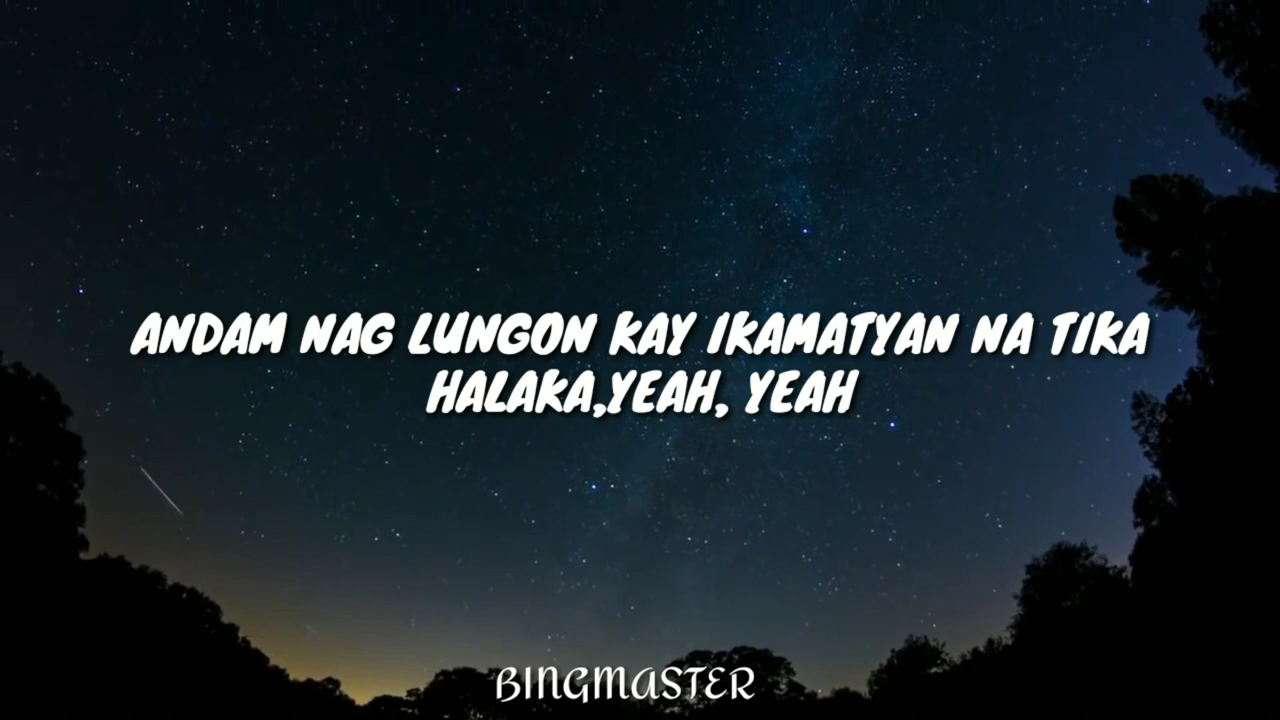 ANDAM NAG LUNGON KAY IKAMATYAN NA TIKA
HALAKA,YEAH, YEAH
BINGMASTER